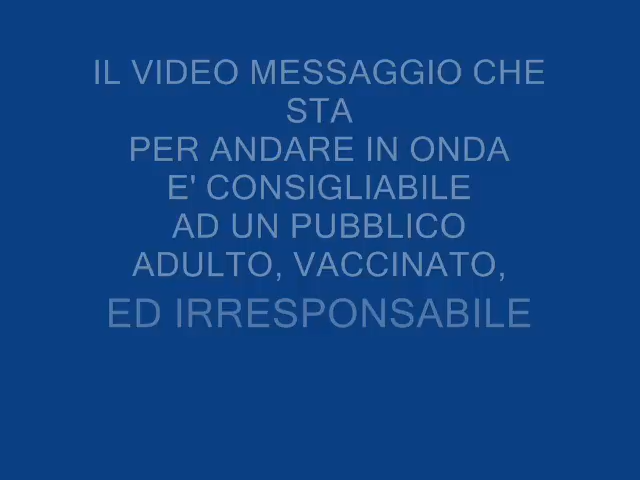 IL VIDEO MESSAGGIO CHE
STA
PER ANDARE IN ONDA
E' CONSIGLIABILE
AD UN PUBBLICO
ADULTO, VACCINATO,
ED IRRESPONSABILE